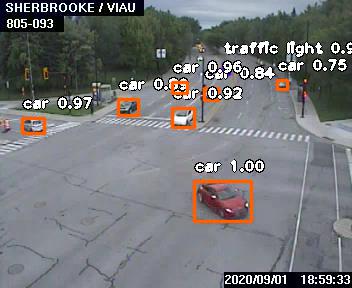 SHERBROOKE / VIAU
805-093
traffic light 0.9
car 0.96
car 0.75
car 0.84
car 0.92
car 0.97
car 1.00
2020/09/01 18:59:33